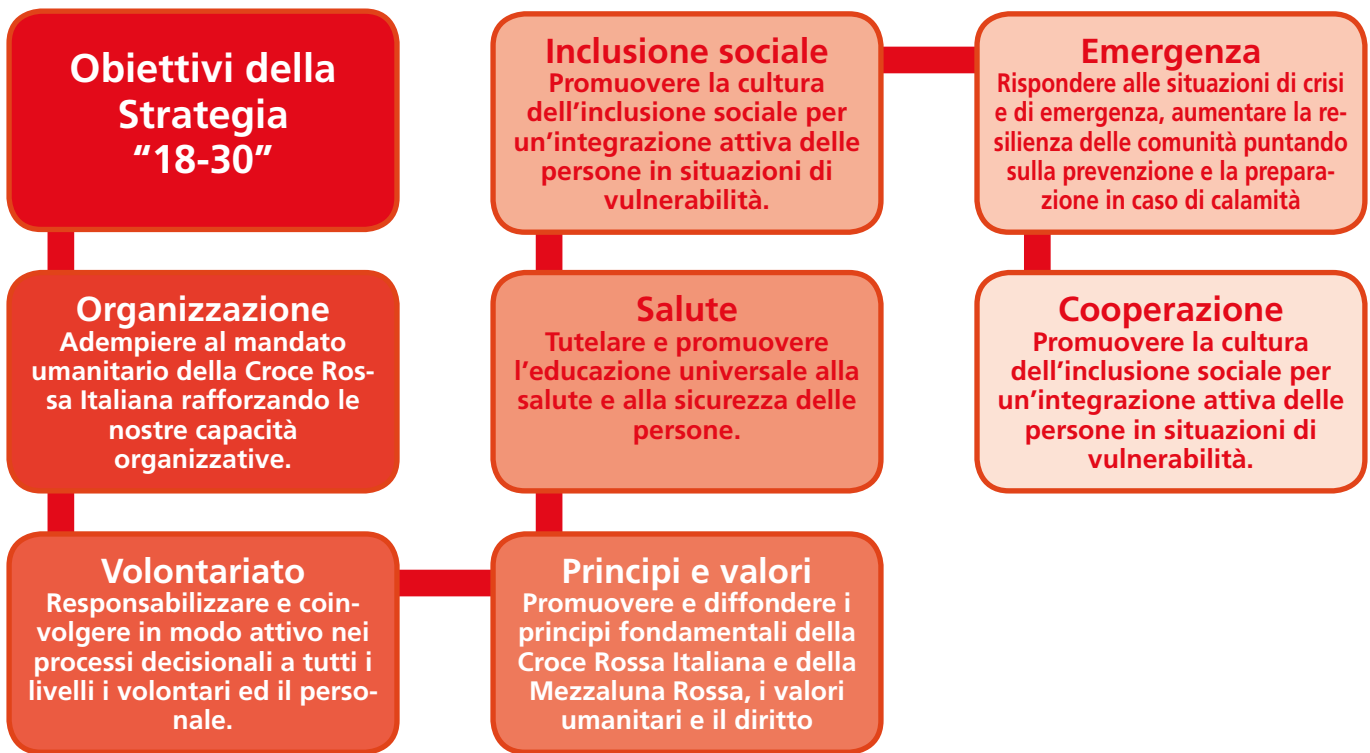 Obiettivi della
Strategia
“18-30”
Organizzazione
Adempiere al mandato
umanitario della Croce Ros-
sa Italiana rafforzando le
nostre capacità
organizzative.
Volontariato
Responsabilizzare e coin-
volgere in modo attivo nei
processi decisionali a tutti i
livelli i volontari ed il perso-
nale.
Principi e valori
Promuovere e diffondere i
principi fondamentali della
Croce Rossa Italiana e della
Mezzaluna Rossa, i valori
umanitari e il diritto
Salute
Tutelare e promuovere
l’educazione universale alla
salute e alla sicurezza delle
persone.
Inclusione sociale
Promuovere la cultura
dell’inclusione sociale per
un’integrazione attiva delle
persone in situazioni di
vulnerabilità.
Emergenza
Rispondere alle situazioni di crisi
e di emergenza, aumentare la re-
silienza delle comunità puntando
sulla prevenzione e la prepara-
zione in caso di calamità
Cooperazione
Promuovere la cultura
dell’inclusione sociale per
un’integrazione attiva delle
persone in situazioni di
vulnerabilità.